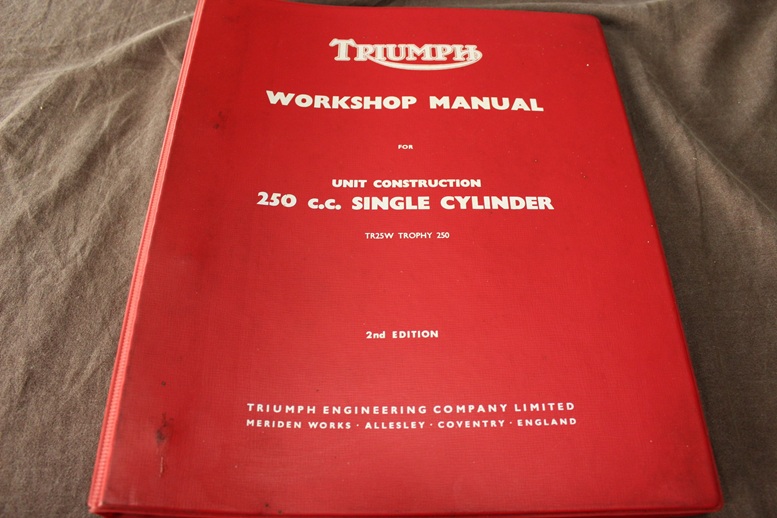 TRIUMPH
WORKSHOP MANUAL
FOR
UNIT CONSTRUCTION
250 c.c. SINGLE CYLINDER
TR25W TROPHY 250
2nd EDITION
TRIUMPH ENGINEERING COMPANY LIMITED
MERIDEN WORKS · ALLESLEY · COVENTRY · ENGLAND